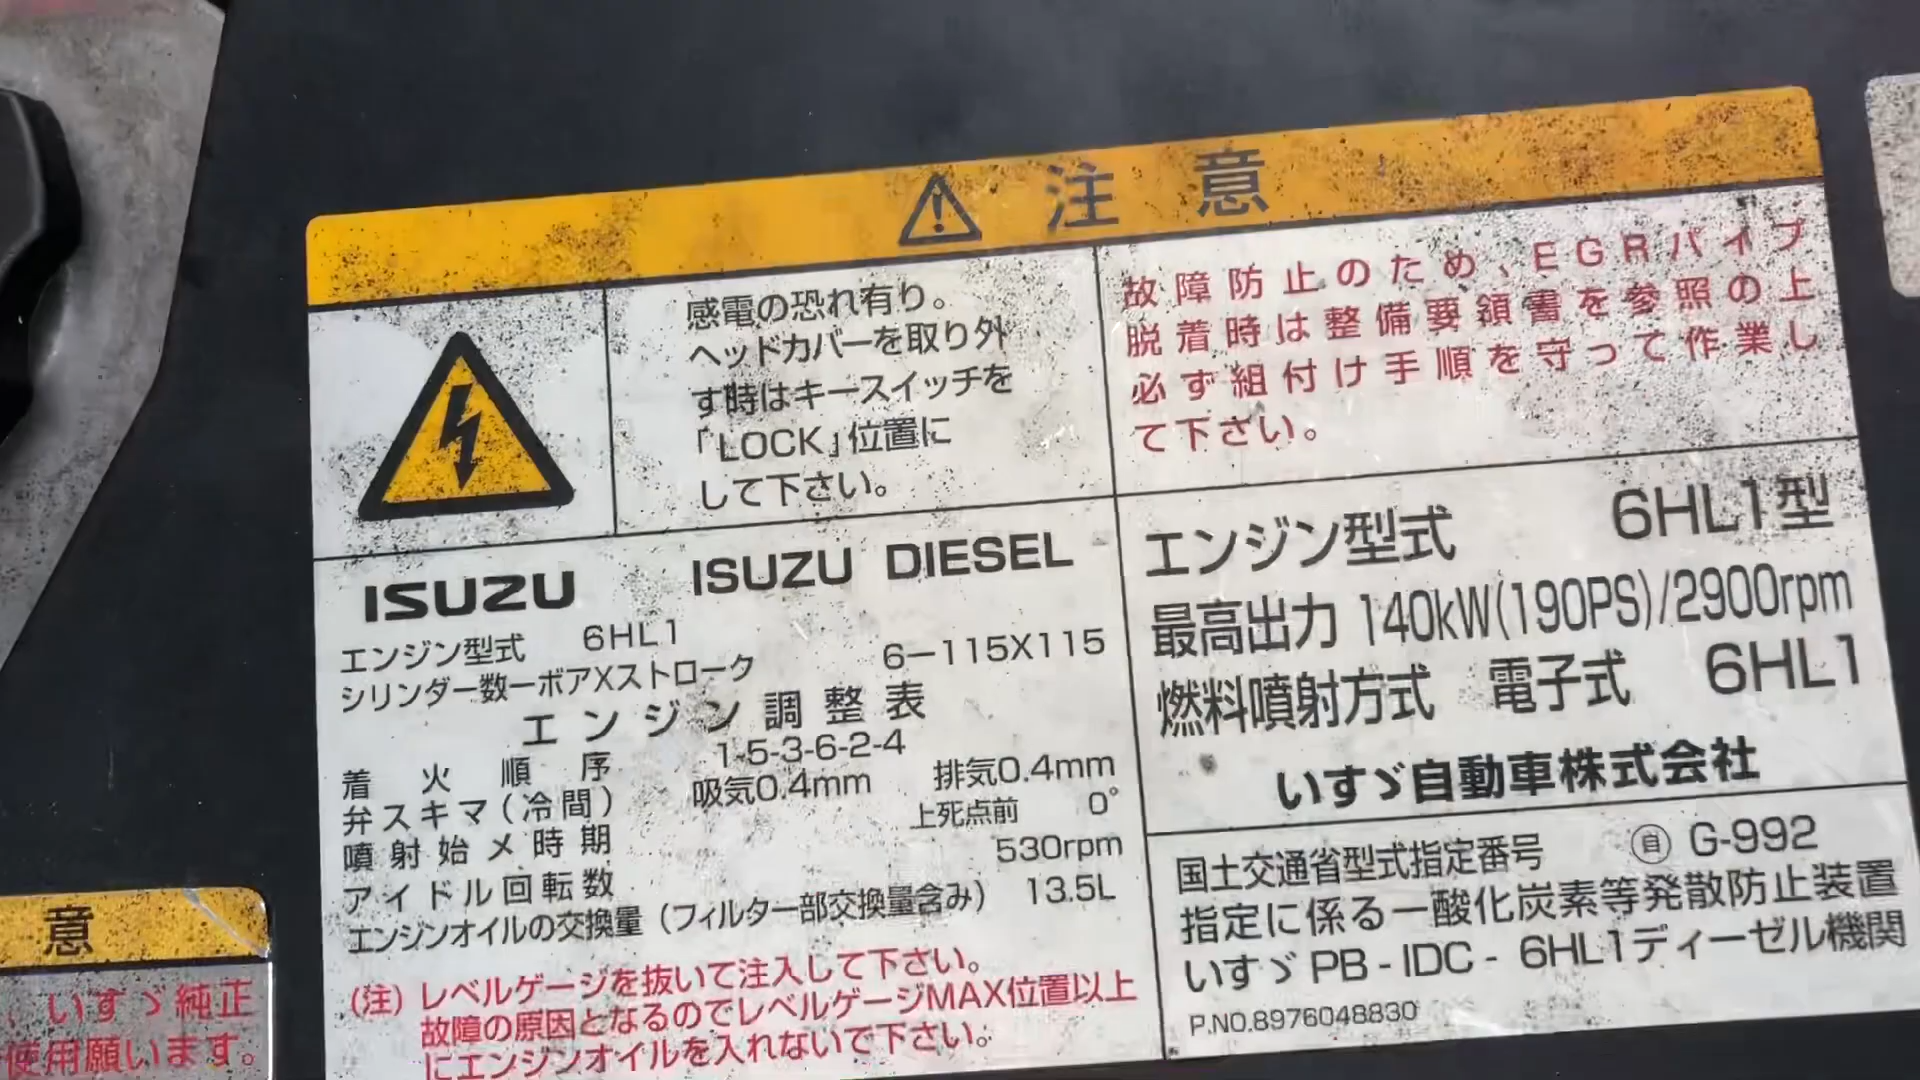 注意
感電の恐れ有り。
ヘッドカバーを取り外
す時はキースイッチを
「LOCK」位置に
して下さい。
故障防止のため、EGRパイプ
脱着時は整備要領書を参照の上
必ず組付け手順を守って作業し
て下さい。
ISUZU ISUZU DIESEL
エンジン型式 6HL1
シリンダー数ーボアXストローク 6-115X115
エンジン調整表
着火順序 1-5-3-6-2-4
弁スキマ(冷間) 吸気0.4mm 排気0.4mm
噴射始メ時期 上死点前 0°
アイドル回転数 530rpm
エンジンオイルの交換量(フィルター部交換量含み) 13.5L
(注)レベルゲージを抜いて注入して下さい。
故障の原因となるのでレベルゲージMAX位置以上
にエンジンオイルを入れないで下さい。
エンジン型式 6HL1型
最高出力 140kW(190PS)/2900rpm
燃料噴射方式 電子式 6HL1
いすゞ自動車株式会社
国土交通省型式指定番号 自 G-992
指定に係る一酸化炭素等発散防止装置
いすゞPB-IDC-6HL1ディーゼル機関
P.NO.8976048830
意
、いすゞ純正
使用願います。